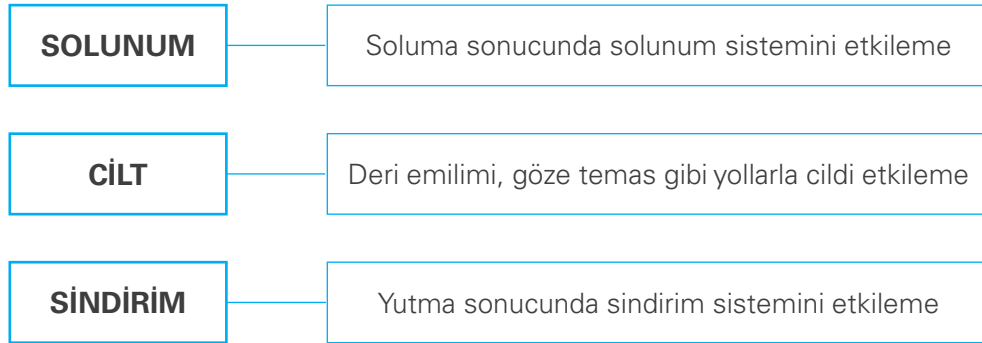 SOLUNUM
Soluma sonucunda solunum sistemini etkileme
CİLT
Deri emilimi, göze temas gibi yollarla cildi etkileme
SİNDİRİM
Yutma sonucunda sindirim sistemini etkileme